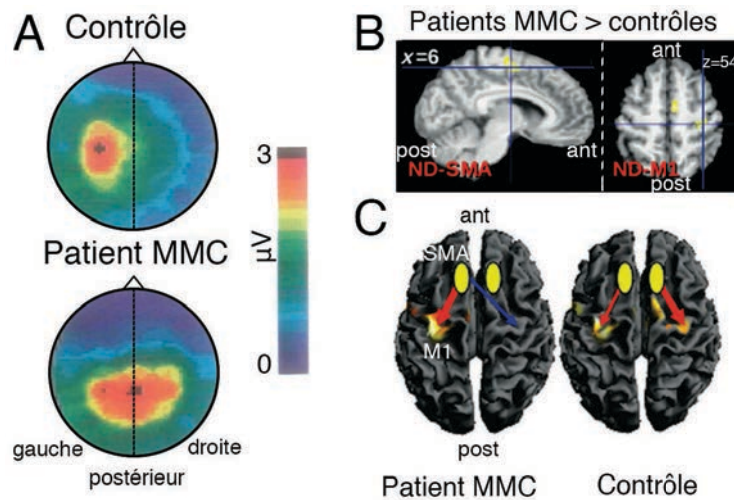 A
Contrôle
3
µV
0
Patient MMC
gauche
droite
postérieur
B
Patients MMC > contrôles
x=6
ant
z=54
post
ant
ND-SMA
ND-M1
post
C
ant
SMA
M1
post
Patient MMC
Contrôle